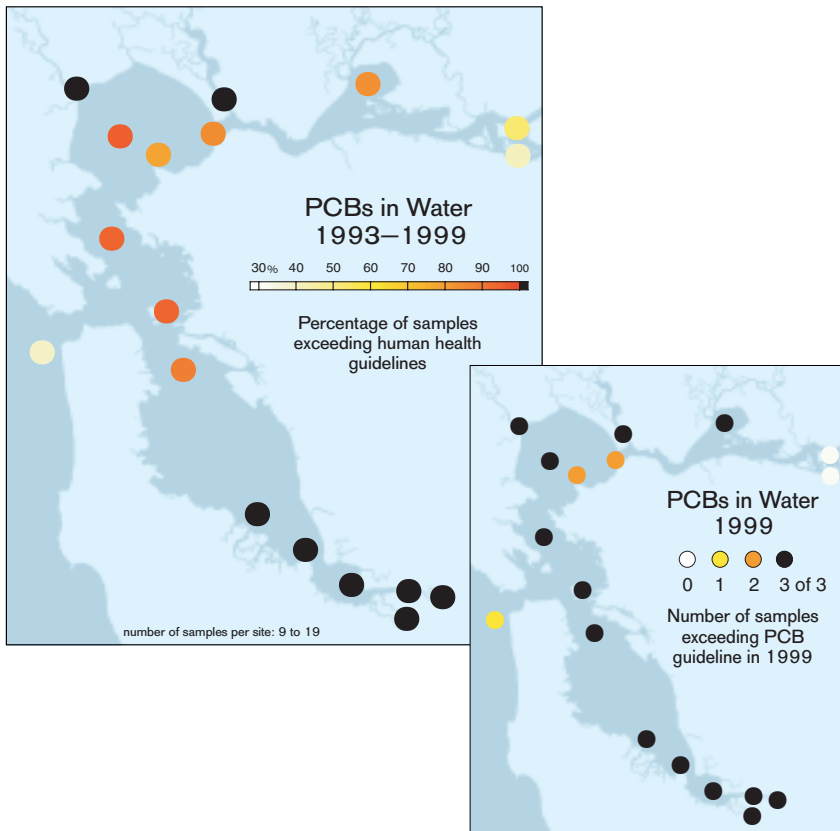 PCBs in Water
1993–1999
30% 40 50 60 70 80 90 100
Percentage of samples
exceeding human health
guidelines
number of samples per site: 9 to 19
PCBs in Water
1999
0 1 2 3 of 3
Number of samples
exceeding PCB
guideline in 1999